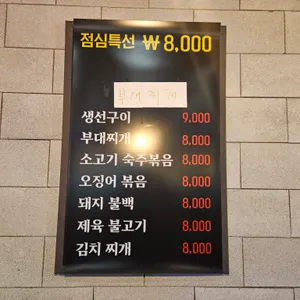 점심특선 ₩8,000
생선구이 9,000
부대찌개 8,000
소고기 숙주볶음 8,000
오징어 볶음 8,000
돼지 불백 8,000
제육 불고기 8,000
김치 찌개 8,000